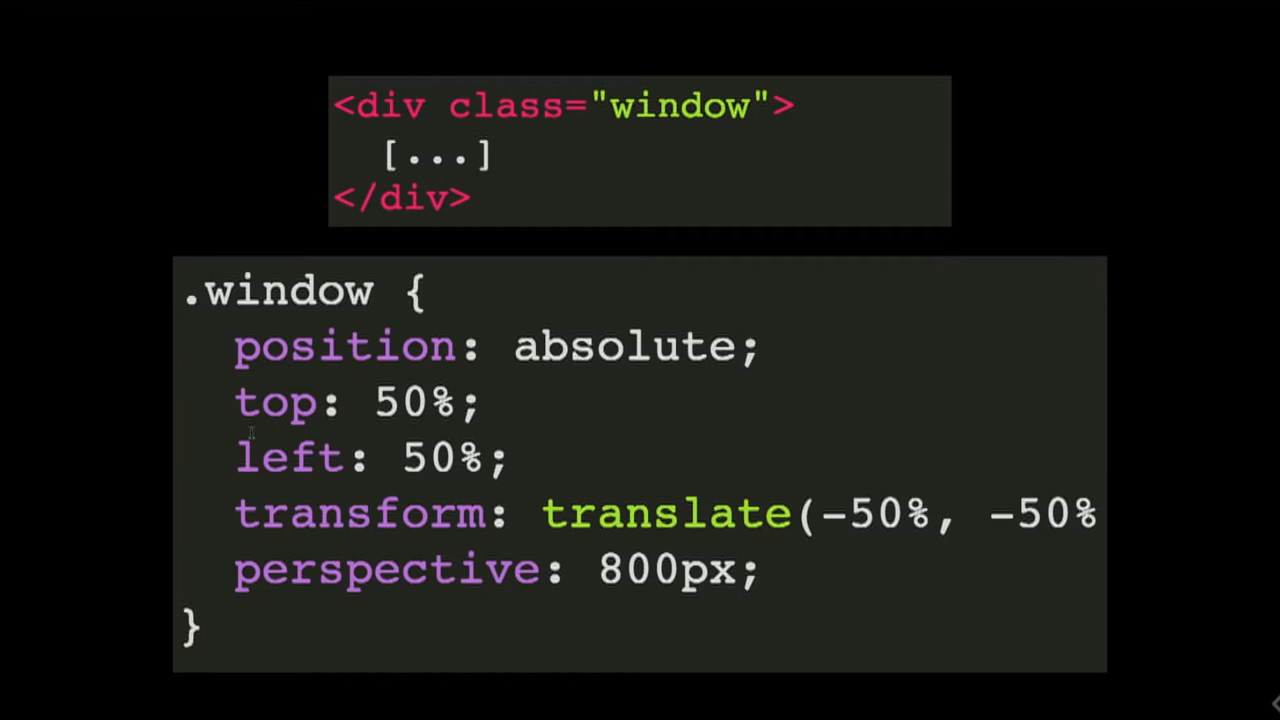 <div class="window">
[...]
</div>
.window {
position: absolute;
top: 50%;
left: 50%;
transform: translate(-50%, -50%
perspective: 800px;
}